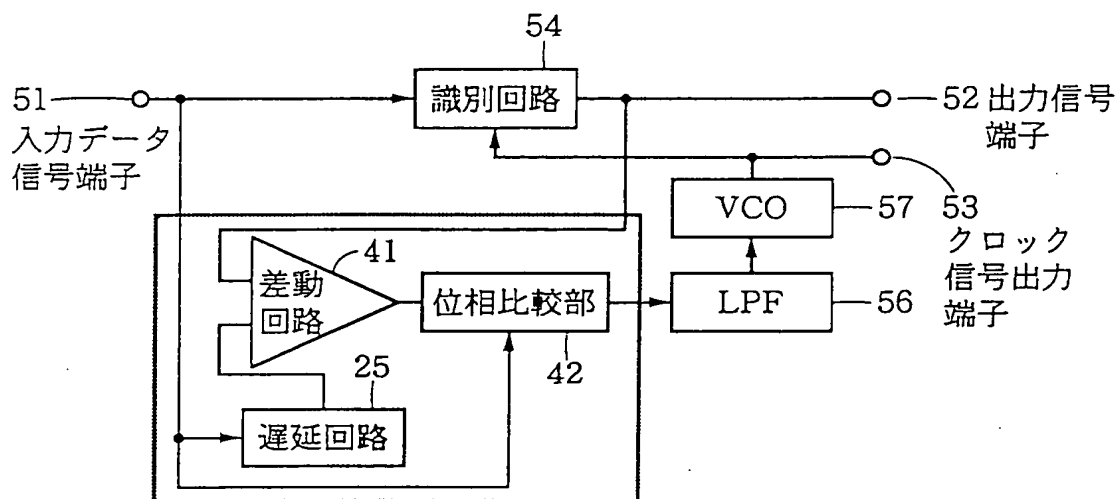 54
51
識別回路
52 出力信号
端子
入力データ
信号端子
VCO
57
53
クロック
信号出力
端子
41
差動
回路
位相比較部
LPF
56
42
25
遅延回路